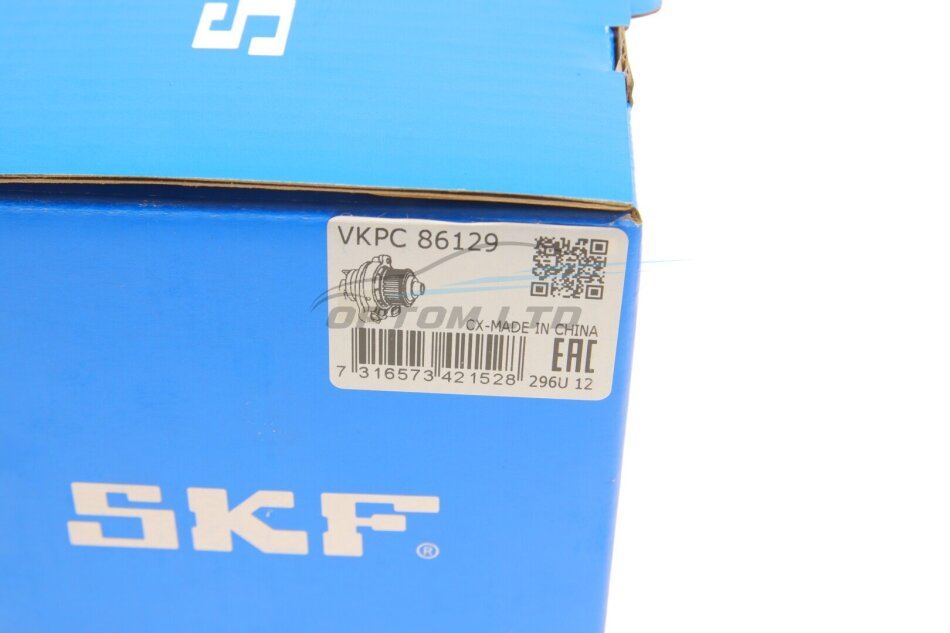 S
VKPC 86129
OPTOM LTD
CX-MADE IN CHINA
EAC
7 316573 421528
296U 12
SKF®